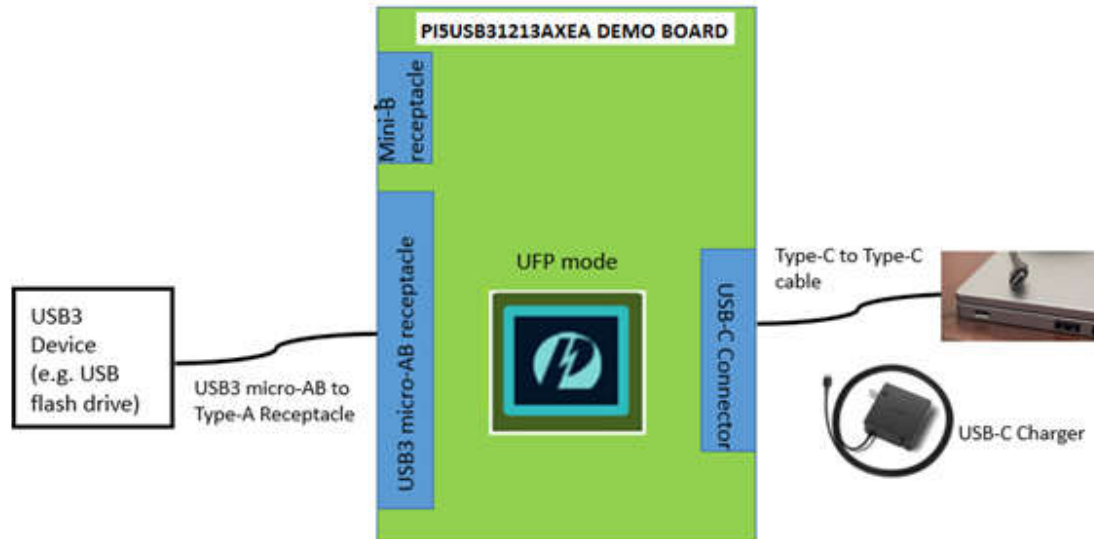 PI5USB31213AXEA DEMO BOARD
Mini-B
receptacle
USB3 micro-AB receptacle
UFP mode
USB-C Connector
Type-C to Type-C
cable
USB3
Device
(e.g. USB
flash drive)
USB3 micro-AB to
Type-A Receptacle
USB-C Charger